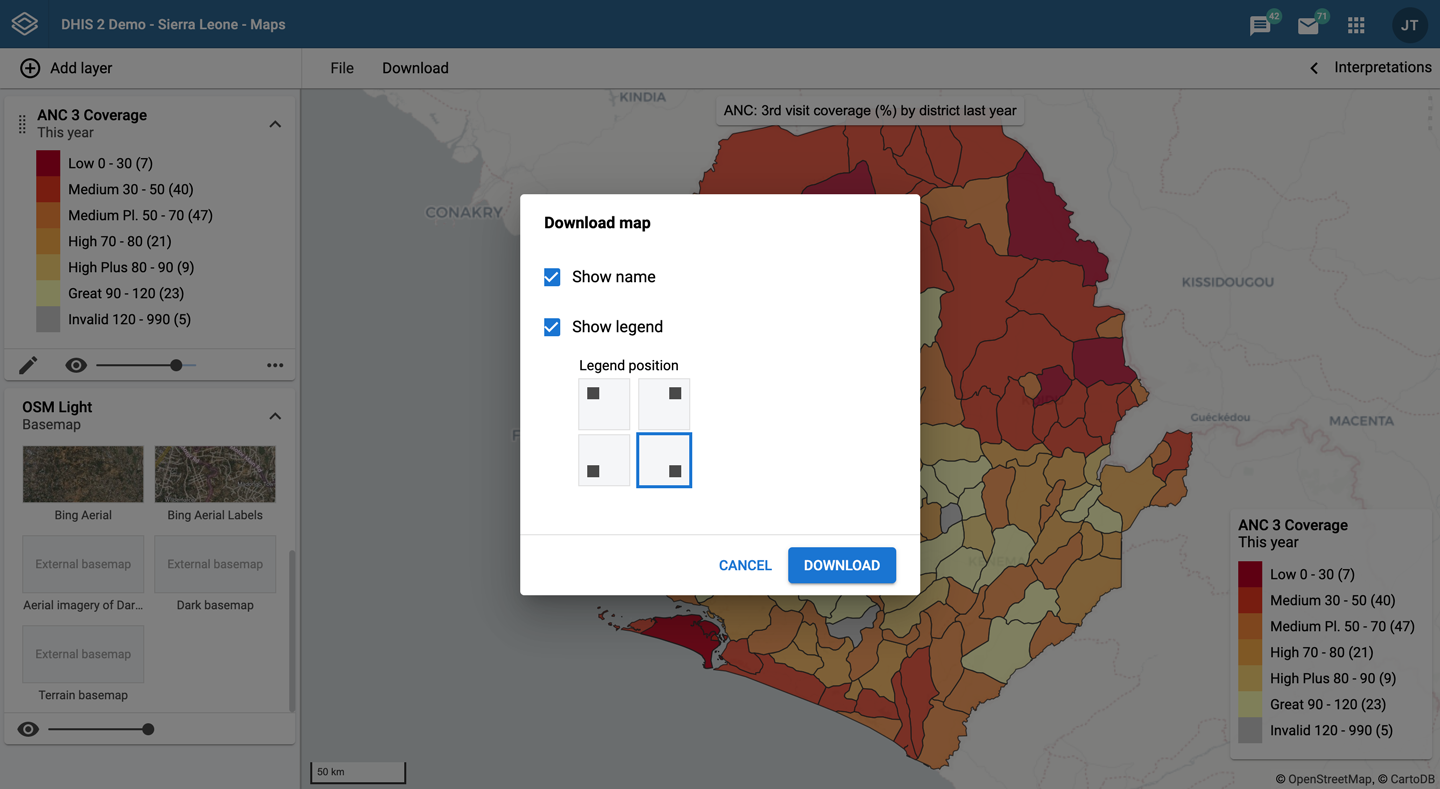 DHIS 2 Demo - Sierra Leone - Maps
42
71
JT
Add layer
File
Download
Interpretations
ANC 3 Coverage
This year
Low 0 - 30 (7)
Medium 30 - 50 (40)
Medium Pl. 50 - 70 (47)
High 70 - 80 (21)
High Plus 80 - 90 (9)
Great 90 - 120 (23)
Invalid 120 - 990 (5)
OSM Light
Basemap
Bing Aerial
Bing Aerial Labels
External basemap
External basemap
Aerial imagery of Dar...
Dark basemap
External basemap
Terrain basemap
KINDIA
ANC: 3rd visit coverage (%) by district last year
CONAKRY
KISSIDOUGOU
Guéckédou
MACENTA
Download map
Show name
Show legend
Legend position
CANCEL
DOWNLOAD
ANC 3 Coverage
This year
Low 0 - 30 (7)
Medium 30 - 50 (40)
Medium Pl. 50 - 70 (47)
High 70 - 80 (21)
High Plus 80 - 90 (9)
Great 90 - 120 (23)
Invalid 120 - 990 (5)
50 km
© OpenStreetMap, © CartoDB